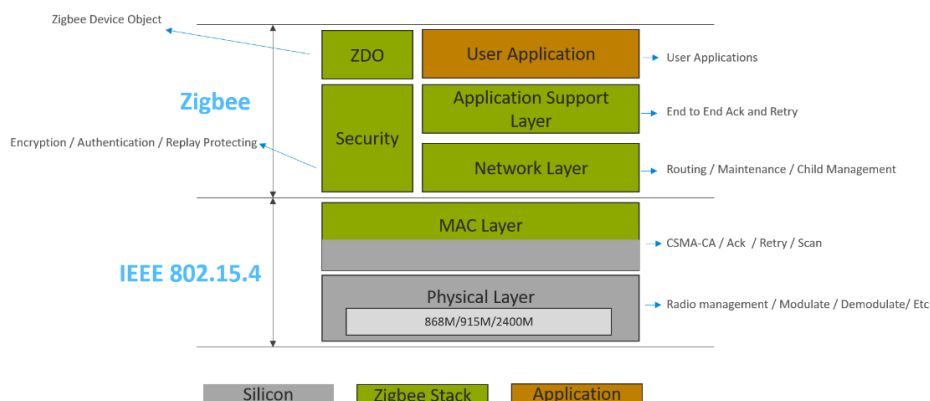 Zigbee Device Object
ZDO
User Application
User Applications
Zigbee
Application Support
Layer
End to End Ack and Retry
Encryption / Authentication / Replay Protecting
Security
Network Layer
Routing / Maintenance / Child Management
MAC Layer
CSMA-CA / Ack / Retry / Scan
IEEE 802.15.4
Physical Layer
Radio management / Modulate / Demodulate/ Etc
868M/915M/2400M
Silicon
Zigbee Stack
Application